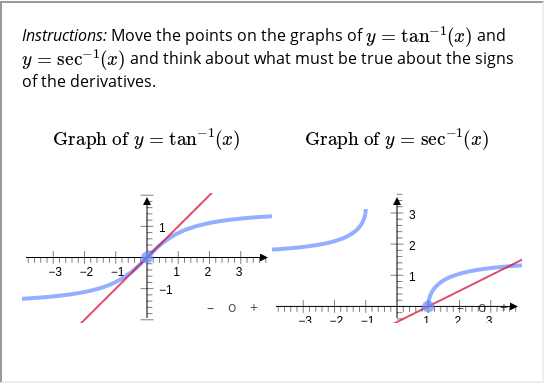 Instructions: Move the points on the graphs of y = tan⁻¹(x) and
y = sec⁻¹(x) and think about what must be true about the signs
of the derivatives.
Graph of y = tan⁻¹(x)
Graph of y = sec⁻¹(x)
1
−3 −2 −1 1 2 3
−1
− o +
3
2
1
−3 −2 −1 1 2 3
− o +